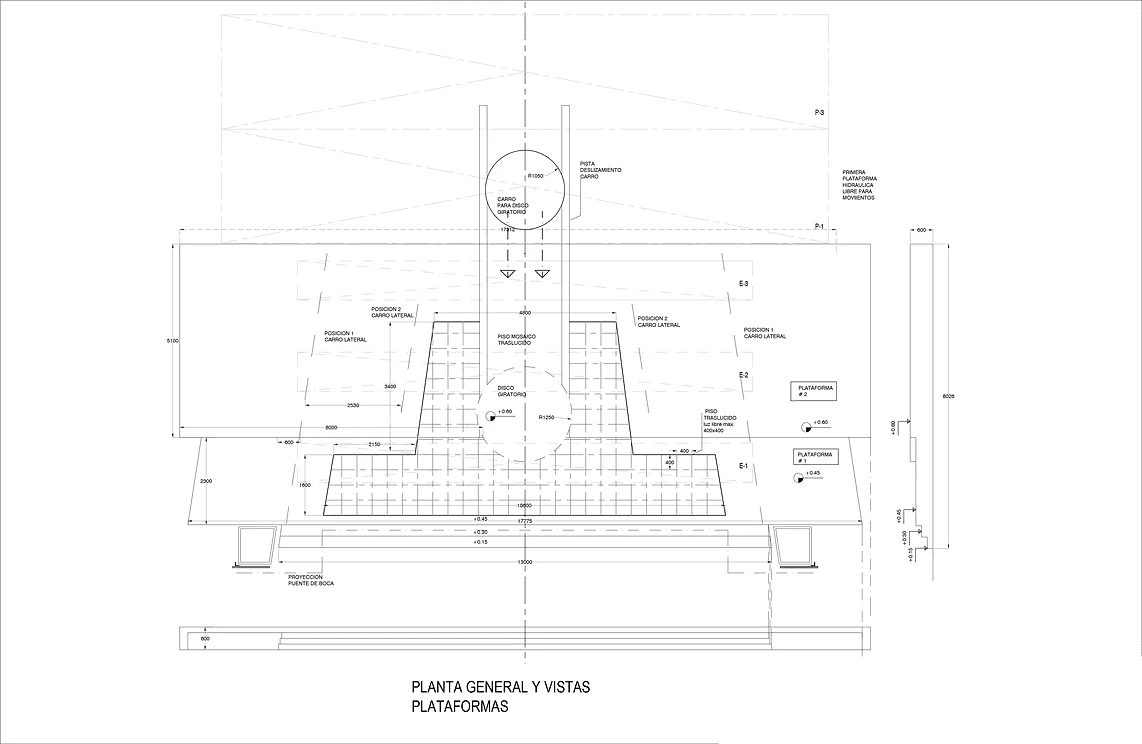 P-3
PISTA
DESLIZAMIENTO
CARRO
R1050
PRIMERA
PLATAFORMA
HIDRAULICA
LIBRE PARA
MOVIIENTOS
CARRO
PARA DISCO
GIRATORIO
P-1
600
E-3
POSICION 2
CARRO LATERAL
4800
POSICION 2
CARRO LATERAL
POSICION 1
CARRO LATERAL
POSICION 1
CARRO LATERAL
PISO MOSAICO
TRASLUCIDO
5100
E-2
3400
DISCO
GIRATORIO
PLATAFORMA
# 2
8026
2530
+0.60
R1250
PISO
TRASLUCIDO
luz libre max.
400x400
+0.60
+0.60
8000
600
2150
400
400
PLATAFORMA
# 1
E-1
+0.45
2300
1600
10600
+0.45
17775
+0.45
+0.30
+0.15
+0.30
+0.15
13000
PROYECCION
PUENTE DE BOCA
600
PLANTA GENERAL Y VISTAS
PLATAFORMAS